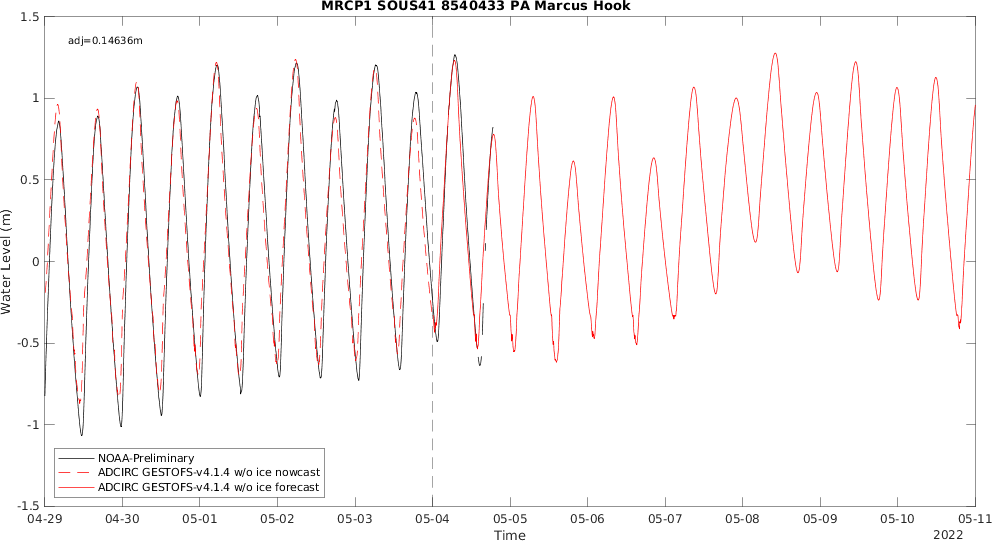 MRCP1 SOUS41 8540433 PA Marcus Hook
adj=0.14636m
1.5
1
0.5
0
-0.5
-1
-1.5
Water Level (m)
NOAA-Preliminary
ADCIRC GESTOFS-v4.1.4 w/o ice nowcast
ADCIRC GESTOFS-v4.1.4 w/o ice forecast
04-29 04-30 05-01 05-02 05-03 05-04 05-05 05-06 05-07 05-08 05-09 05-10 05-11
Time
2022